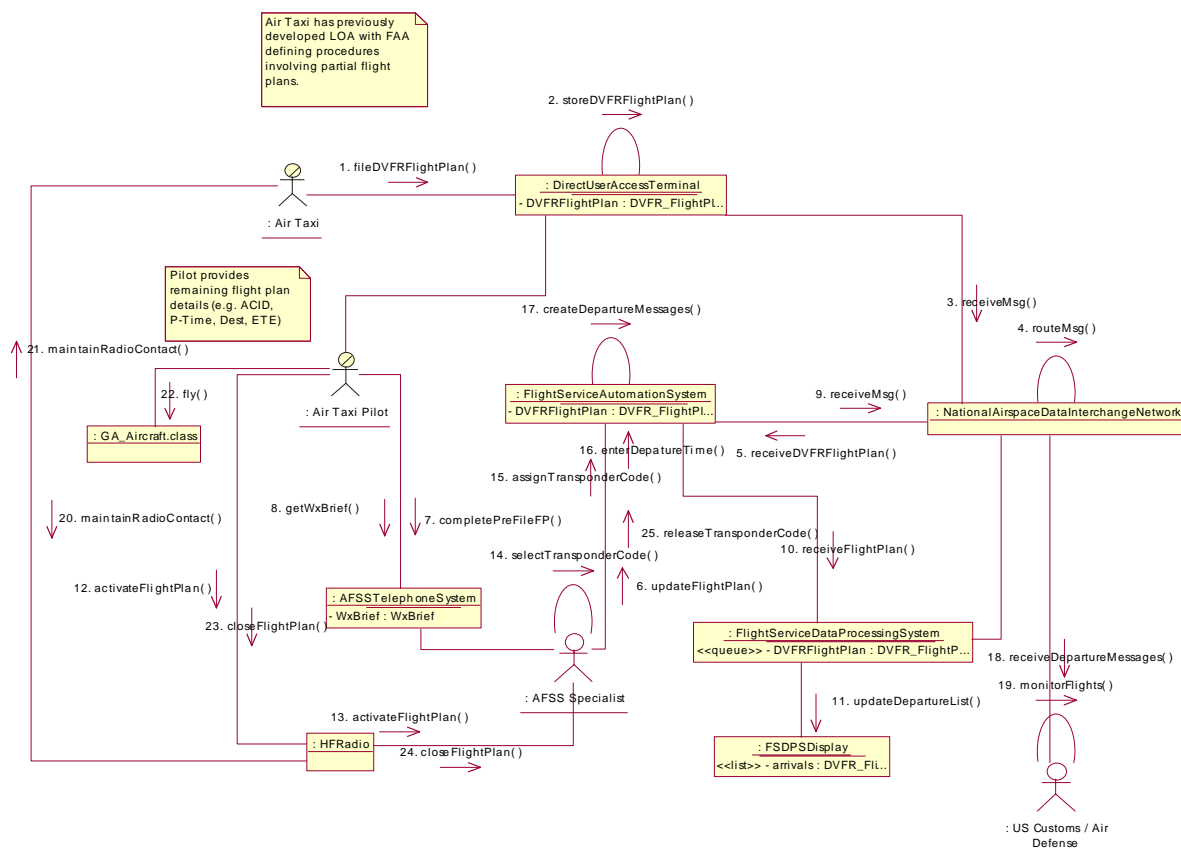 Air Taxi has previously
developed LOA with FAA
defining procedures
involving partial flight
plans.
2. storeDVFRFlightPlan( )
1. fileDVFRFlightPlan( )
: DirectUserAccessTerminal
- DVFRFlightPlan : DVFR_FlightPl...
: Air Taxi
Pilot provides
remaining flight plan
details (e.g. ACID,
P-Time, Dest, ETE)
17. createDepartureMessages( )
3. receiveMsg( )
4. routeMsg( )
21. maintainRadioContact( )
22. fly( )
: Air Taxi Pilot
: FlightServiceAutomationSystem
- DVFRFlightPlan : DVFR_FlightPl...
9. receiveMsg( )
: NationalAirspaceDataInterchangeNetwork
: GA_Aircraft.class
16. enterDepatureTime( )
5. receiveDVFRFlightPlan( )
15. assignTransponderCode( )
8. getWxBrief( )
20. maintainRadioContact( )
7. completePreFileFP( )
25. releaseTransponderCode( )
14. selectTransponderCode( )
10. receiveFlightPlan( )
12. activateFlightPlan( )
6. updateFlightPlan( )
: AFSSTelephoneSystem
- WxBrief : WxBrief
23. closeFlightPlan( )
: FlightServiceDataProcessingSystem
<<queue>> - DVFRFlightPlan : DVFR_FlightP...
18. receiveDepartureMessages( )
19. monitorFlights( )
: AFSS Specialist
11. updateDepartureList( )
13. activateFlightPlan( )
: HFRadio
24. closeFlightPlan( )
: FSDPSDisplay
<<list>> - arrivals : DVFR_Fli...
: US Customs / Air
Defense